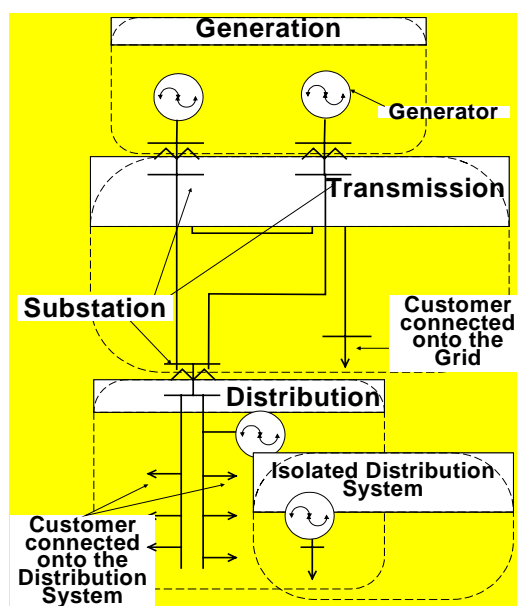 Generation
Generator
Transmission
Substation
Customer
connected
onto the
Grid
Distribution
Isolated Distribution
System
Customer
connected
onto the
Distribution
System